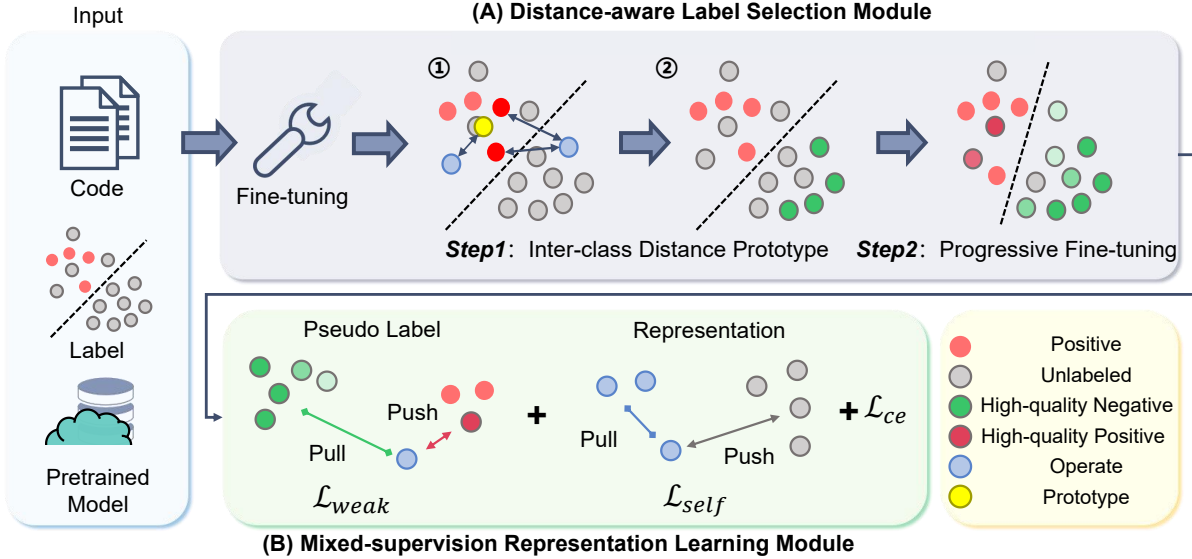 Input
(A) Distance-aware Label Selection Module
Code
Label
Pretrained
Model
Fine-tuning
①
②
Step1: Inter-class Distance Prototype
Step2: Progressive Fine-tuning
Pseudo Label
Push
Pull
ℒweak
+
Representation
Pull
Push
ℒself
+ ℒce
Positive
Unlabeled
High-quality Negative
High-quality Positive
Operate
Prototype
(B) Mixed-supervision Representation Learning Module